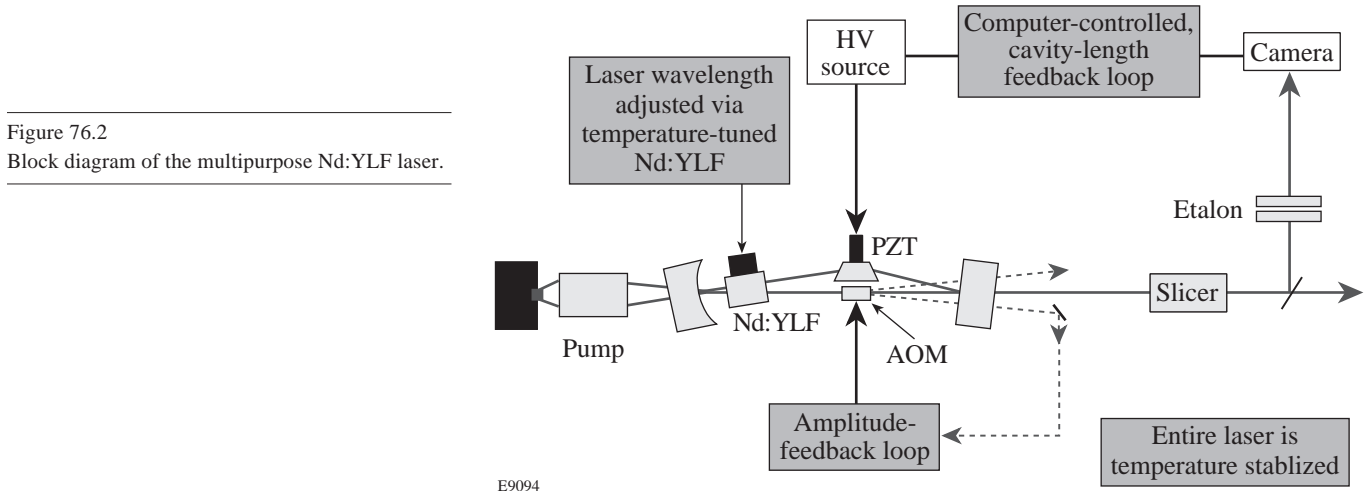 Figure 76.2
Block diagram of the multipurpose Nd:YLF laser.
Laser wavelength
adjusted via
temperature-tuned
Nd:YLF
HV
source
Computer-controlled,
cavity-length
feedback loop
Camera
Etalon
PZT
Slicer
Nd:YLF
Pump
AOM
Amplitude-
feedback loop
Entire laser is
temperature stablized
E9094